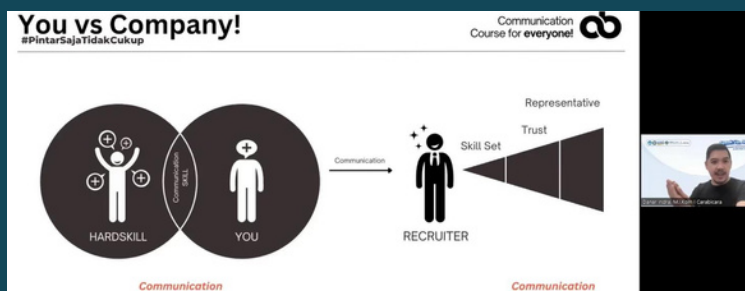 You vs Company!
#PintarSajaTidakCukup
Communication
Course for everyone!
Representative
Trust
Skill Set
Communication
SKILL
Communication
HARDSKILL
YOU
RECRUITER
Communication
Communication